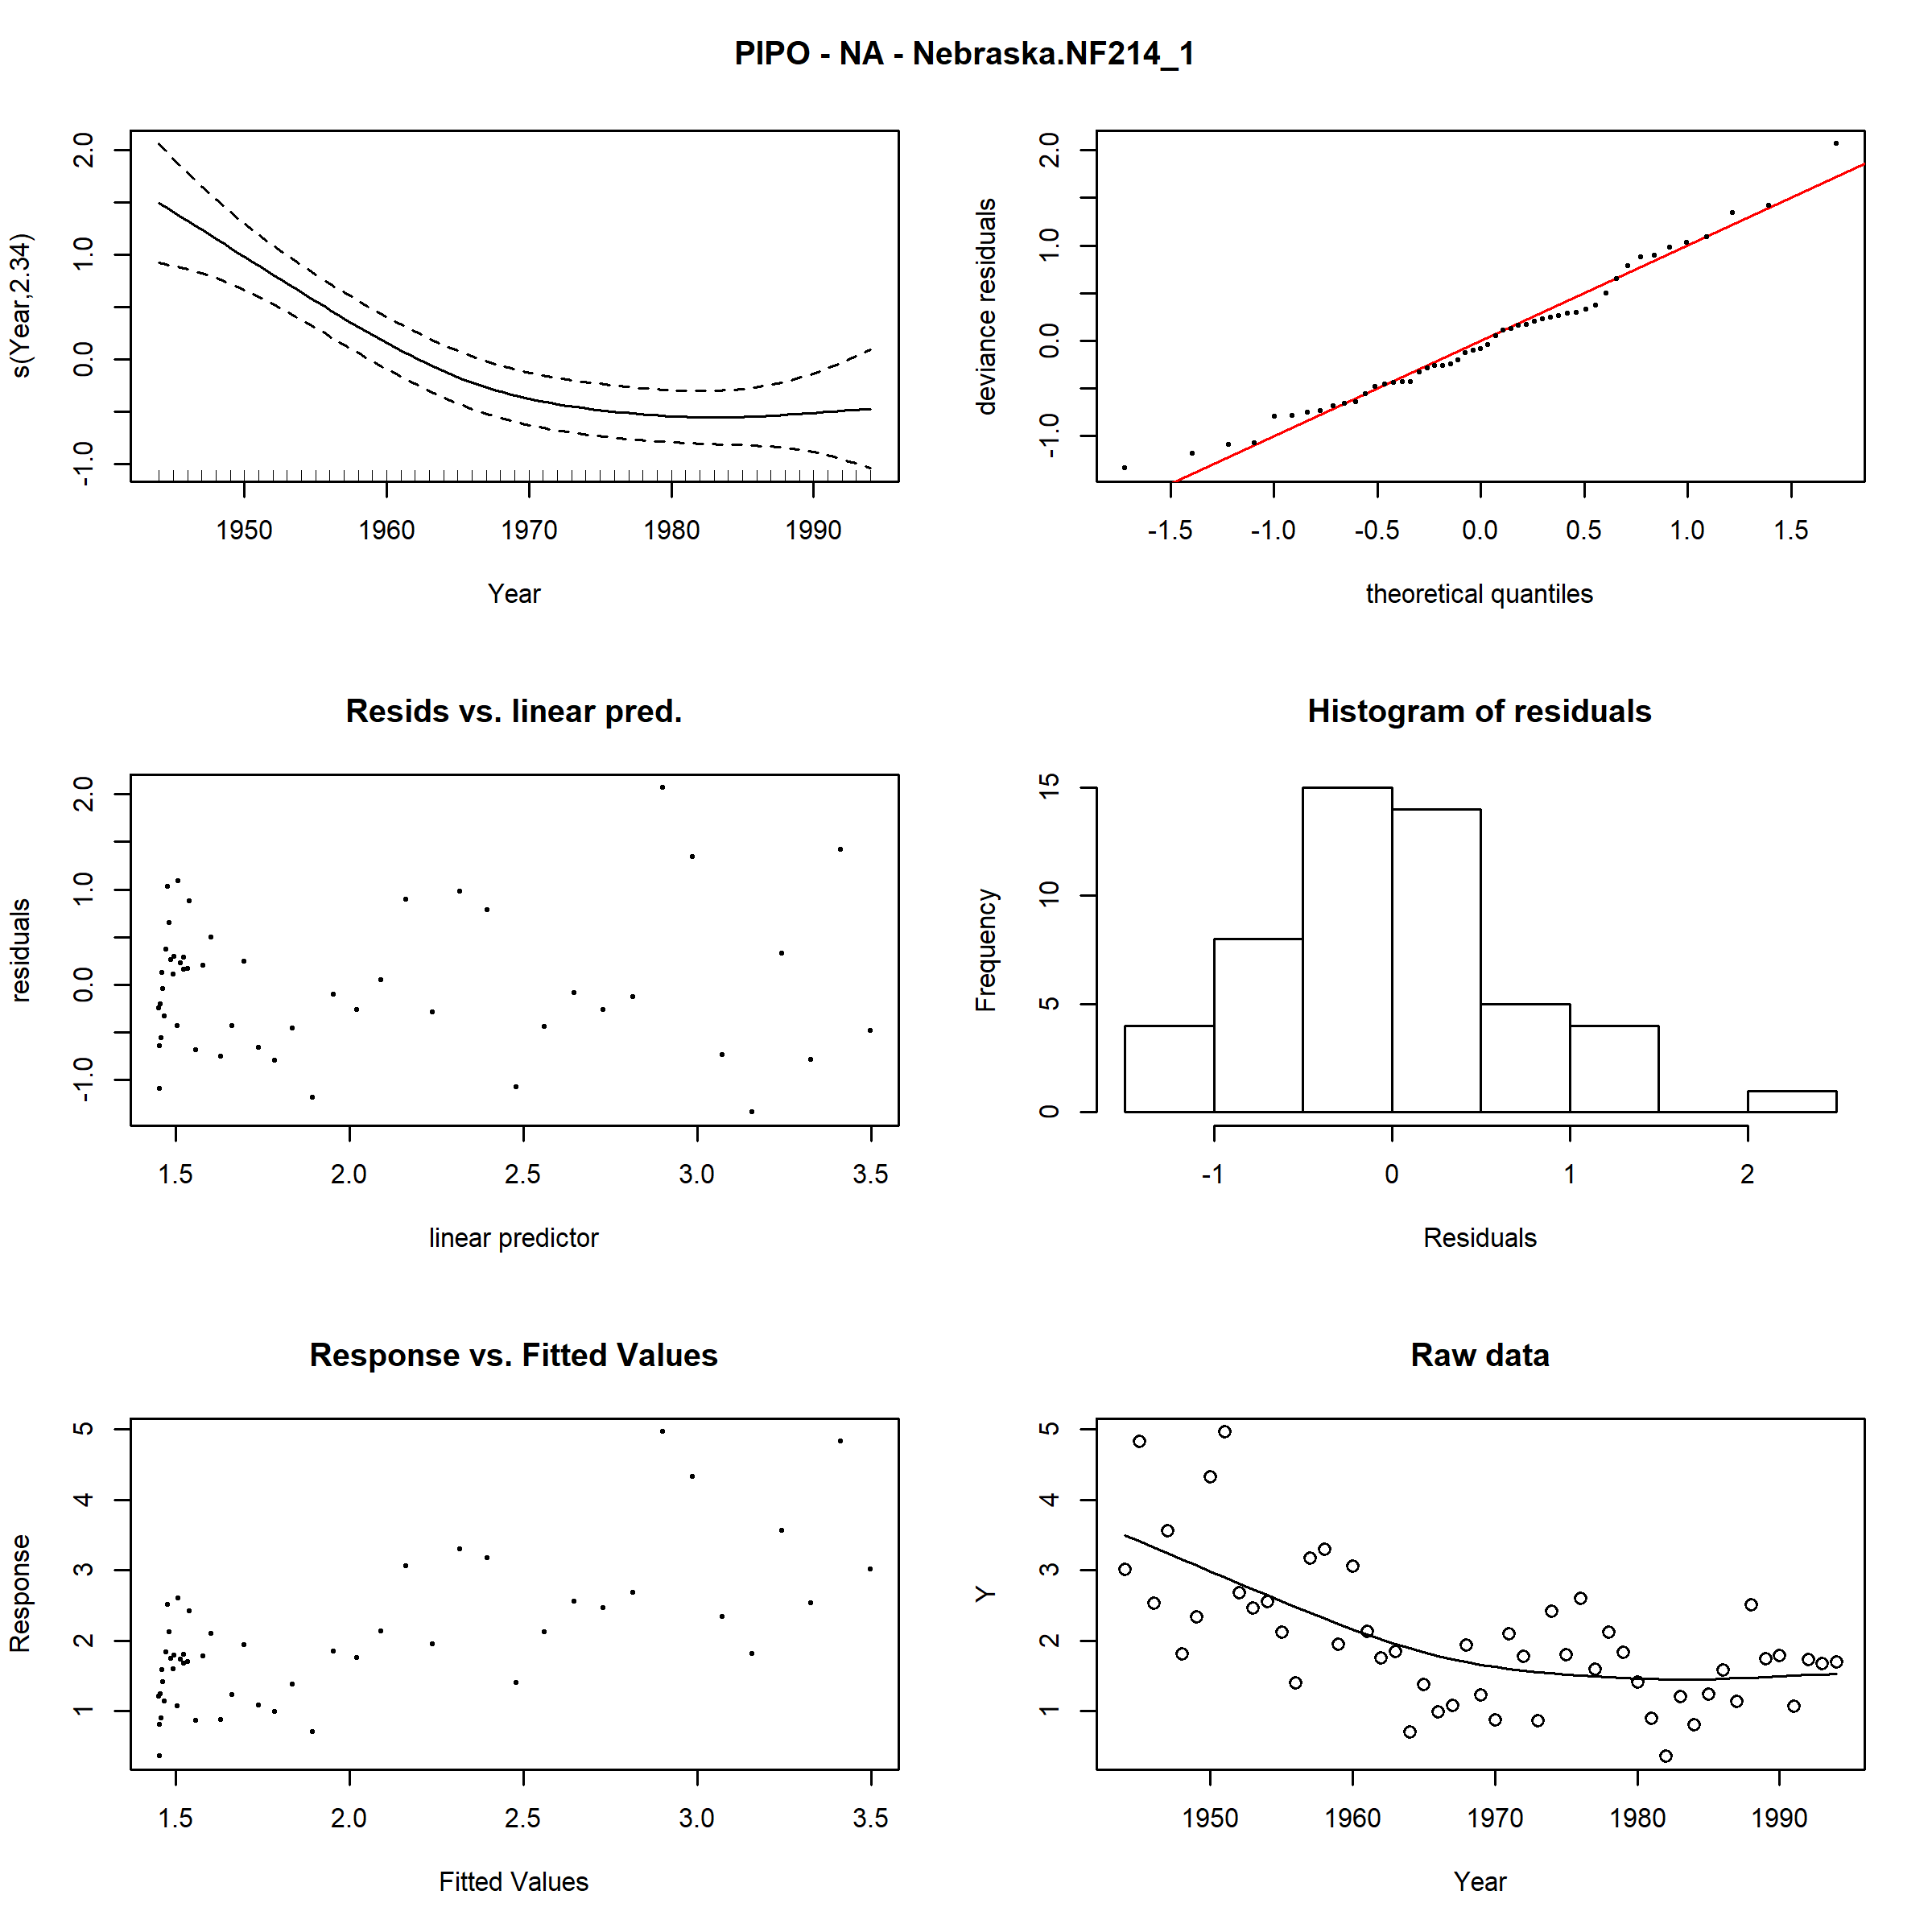 PIPO - NA - Nebraska.NF214_1
s(Year,2.34)
-1.0 0.0 1.0 2.0
1950 1960 1970 1980 1990
Year
deviance residuals
-1.0 0.0 1.0 2.0
-1.5 -1.0 -0.5 0.0 0.5 1.0 1.5
theoretical quantiles
Resids vs. linear pred.
residuals
-1.0 0.0 1.0 2.0
1.5 2.0 2.5 3.0 3.5
linear predictor
Histogram of residuals
Frequency
0 5 10 15
-1 0 1 2
Residuals
Response vs. Fitted Values
Response
1 2 3 4 5
1.5 2.0 2.5 3.0 3.5
Fitted Values
Raw data
Y
1 2 3 4 5
1950 1960 1970 1980 1990
Year